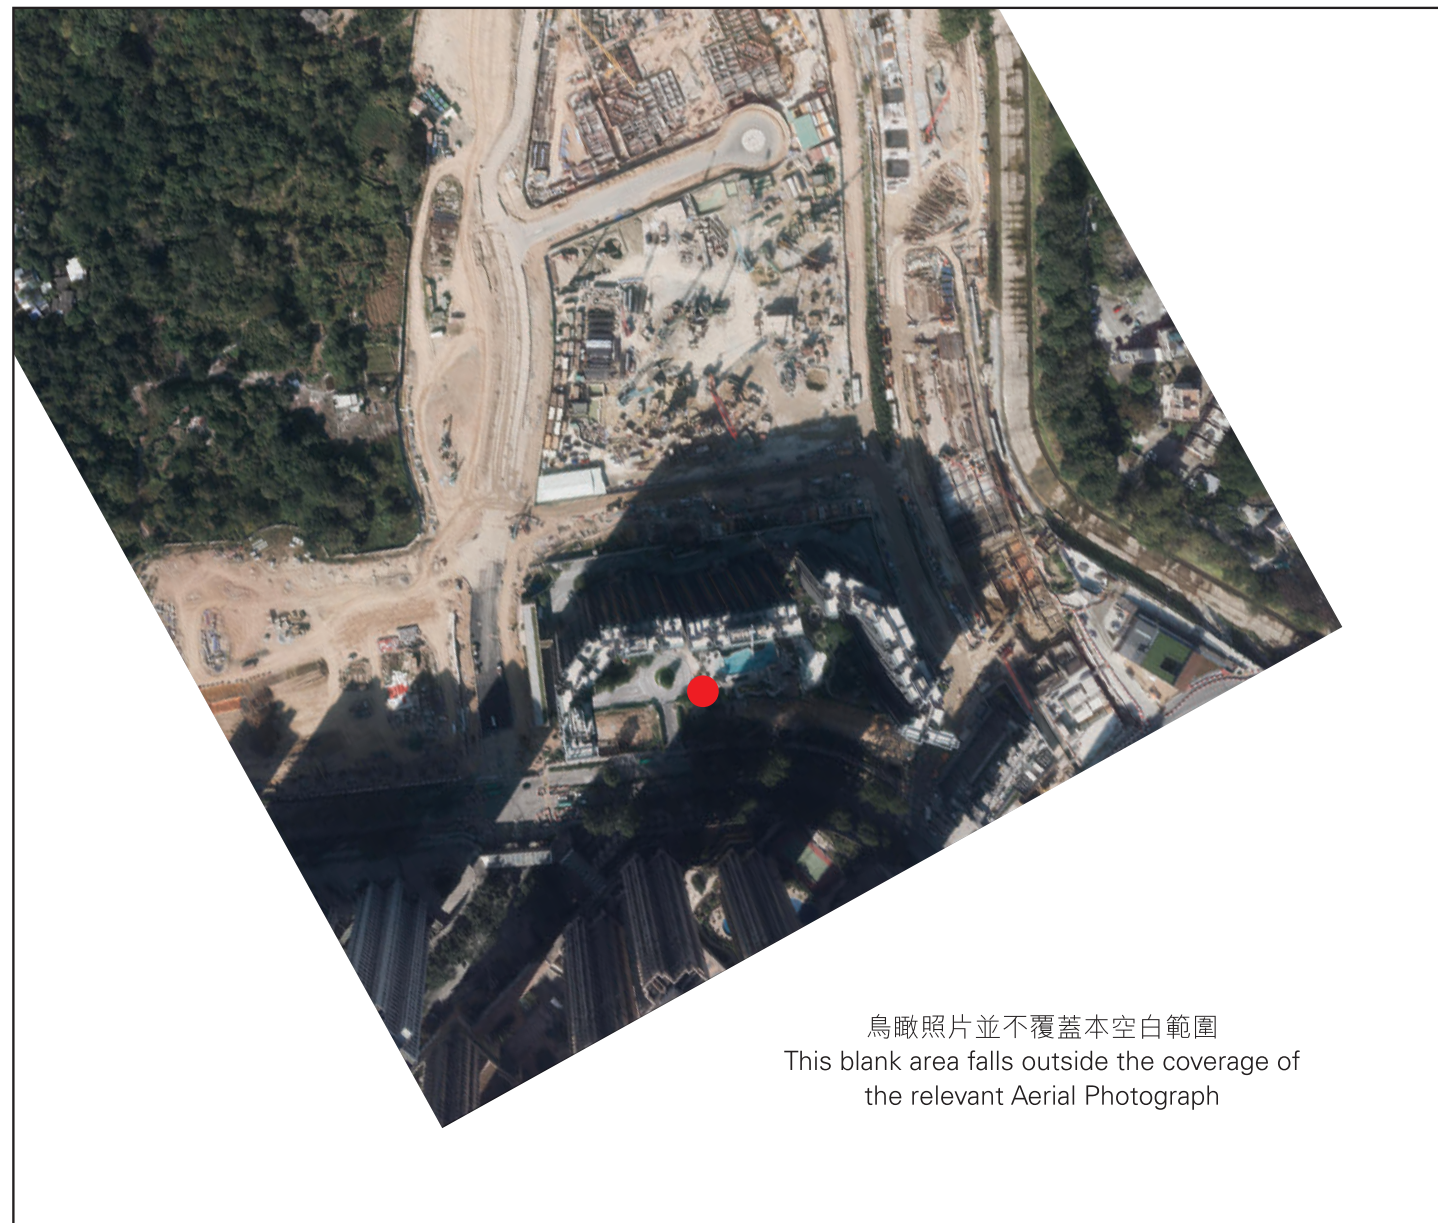 鳥瞰照片並不覆蓋本空白範圍
This blank area falls outside the coverage of
the relevant Aerial Photograph